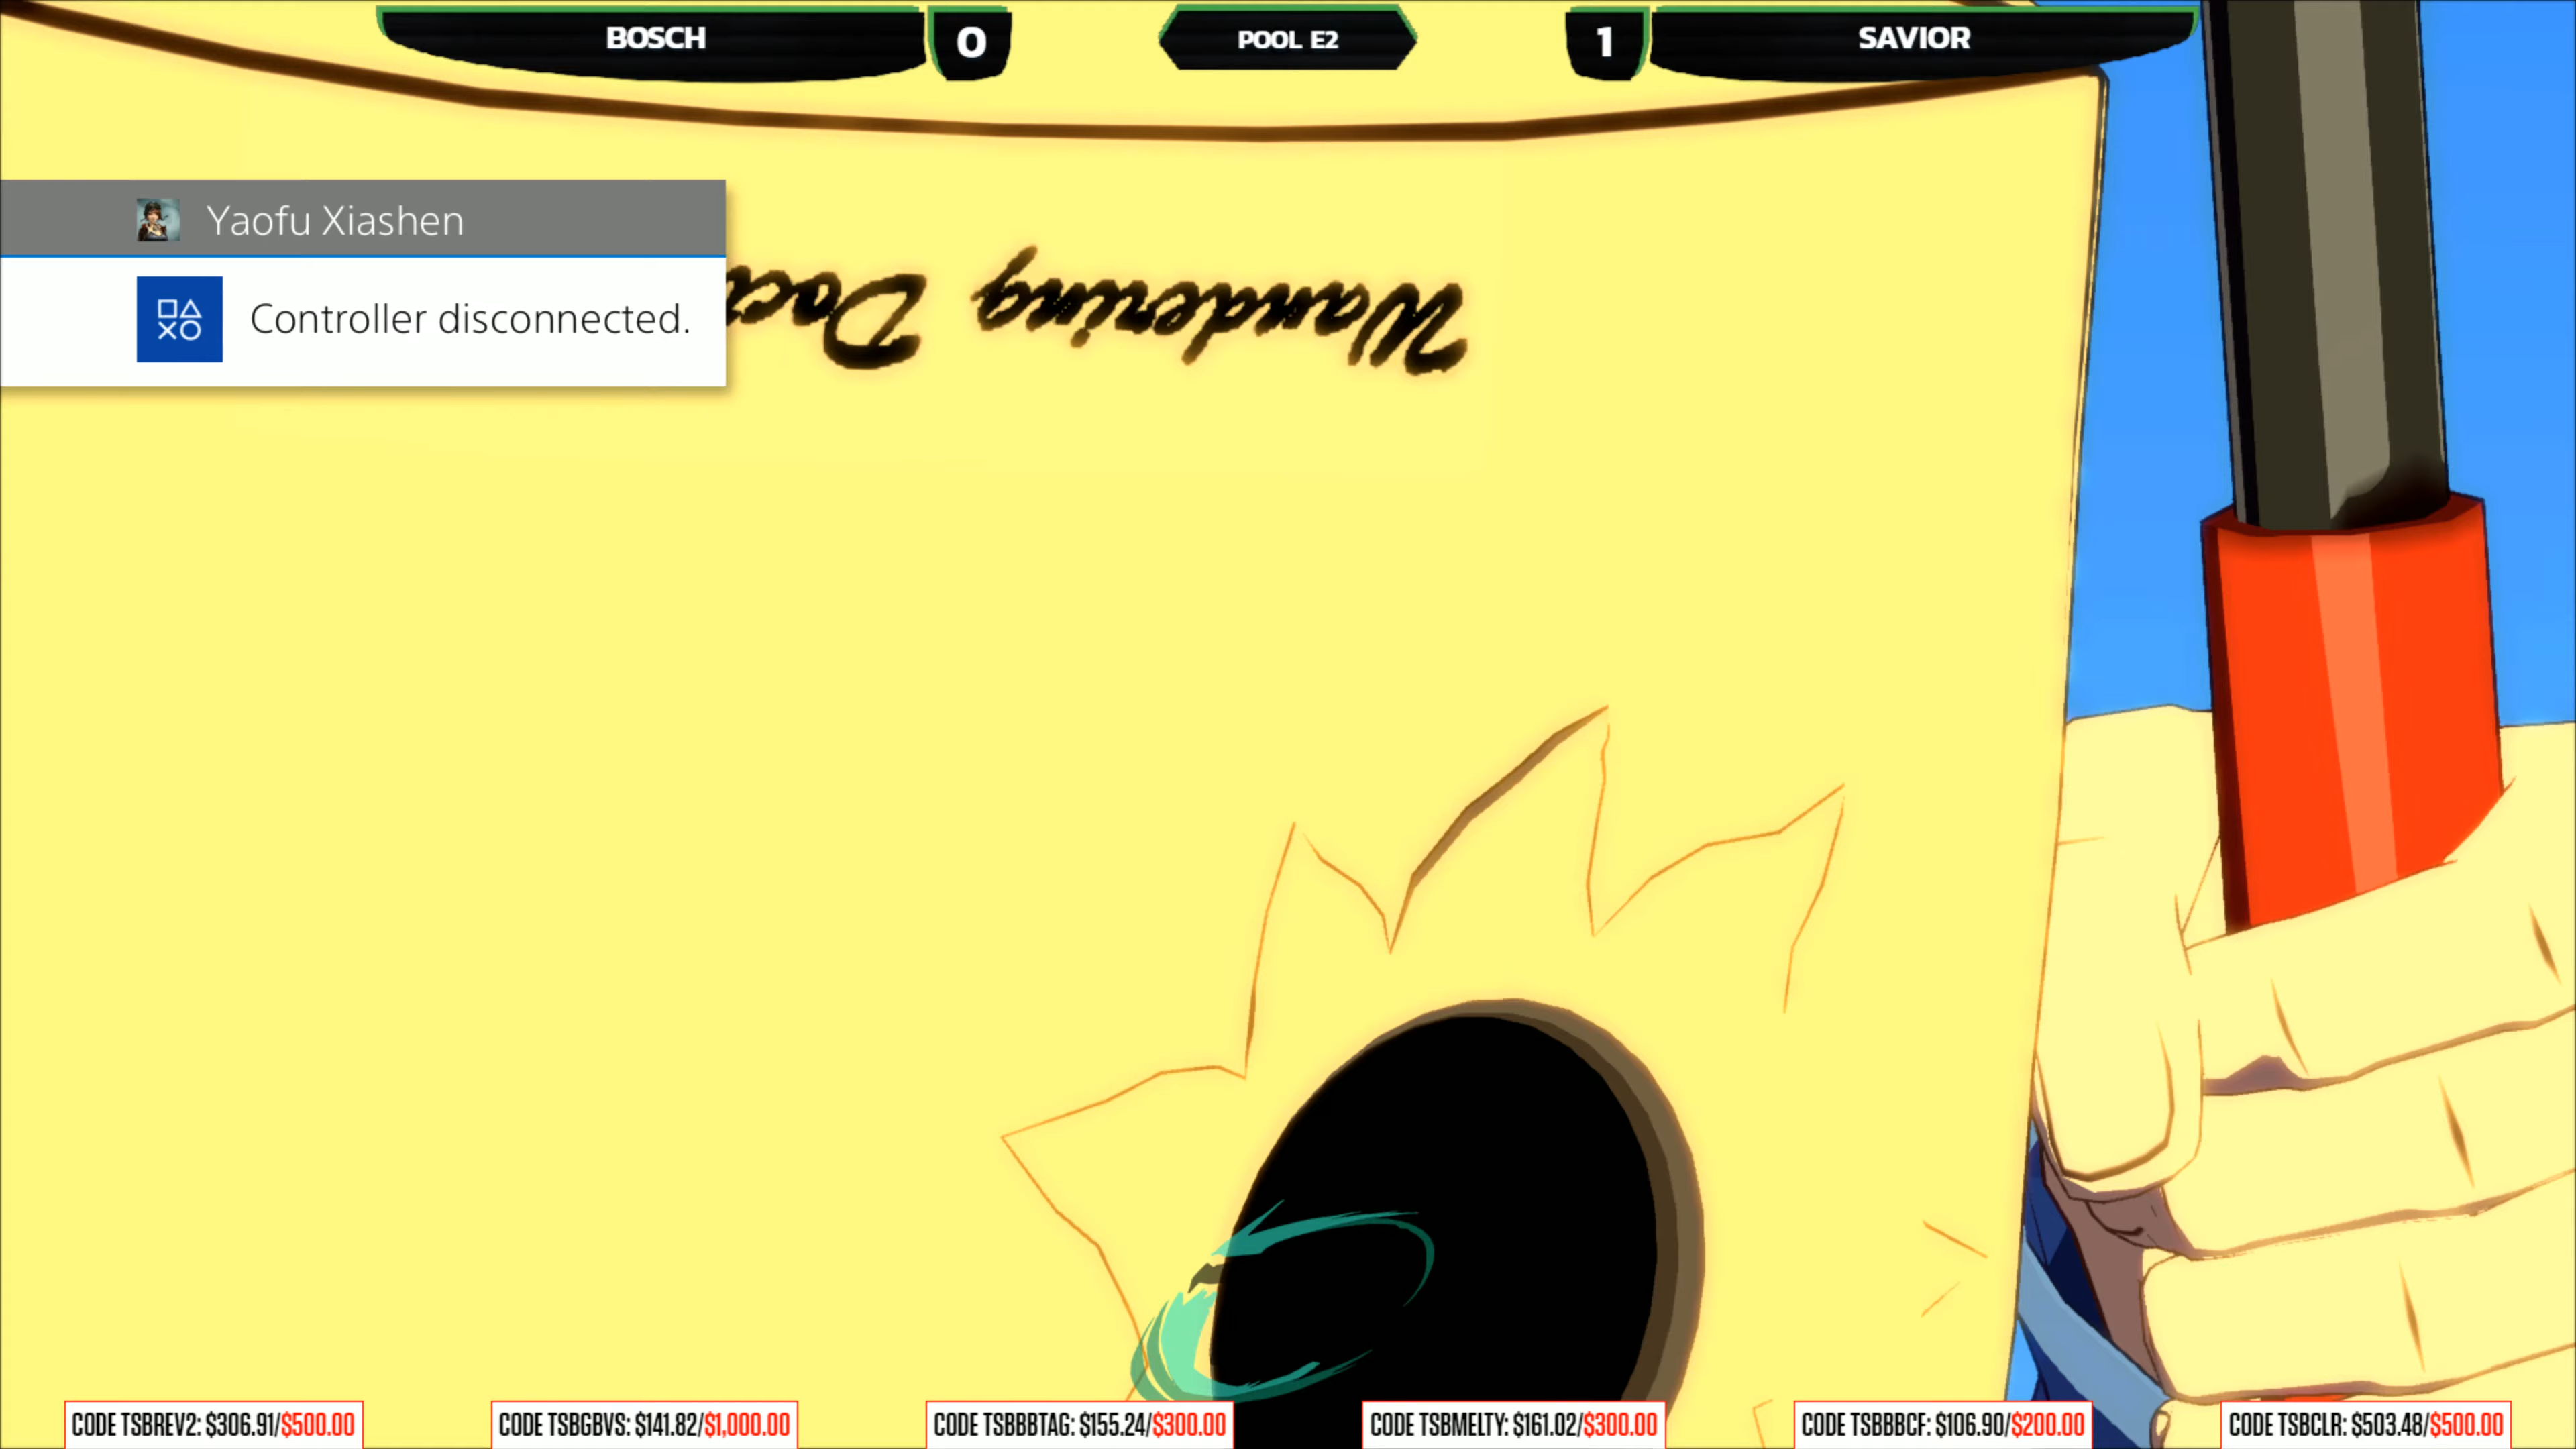 BOSCH 0 POOL E2 1 SAVIOR
Yaofu Xiashen
Controller disconnected.
Wandering
CODE TSBREV2: $306.91/$500.00 CODE TSBGBVS: $141.82/$1,000.00 CODE TSBBBTAG: $155.24/$300.00 CODE TSBMELTY: $161.02/$300.00 CODE TSBBBCF: $106.90/$200.00 CODE TSBCLR: $503.48/$500.00